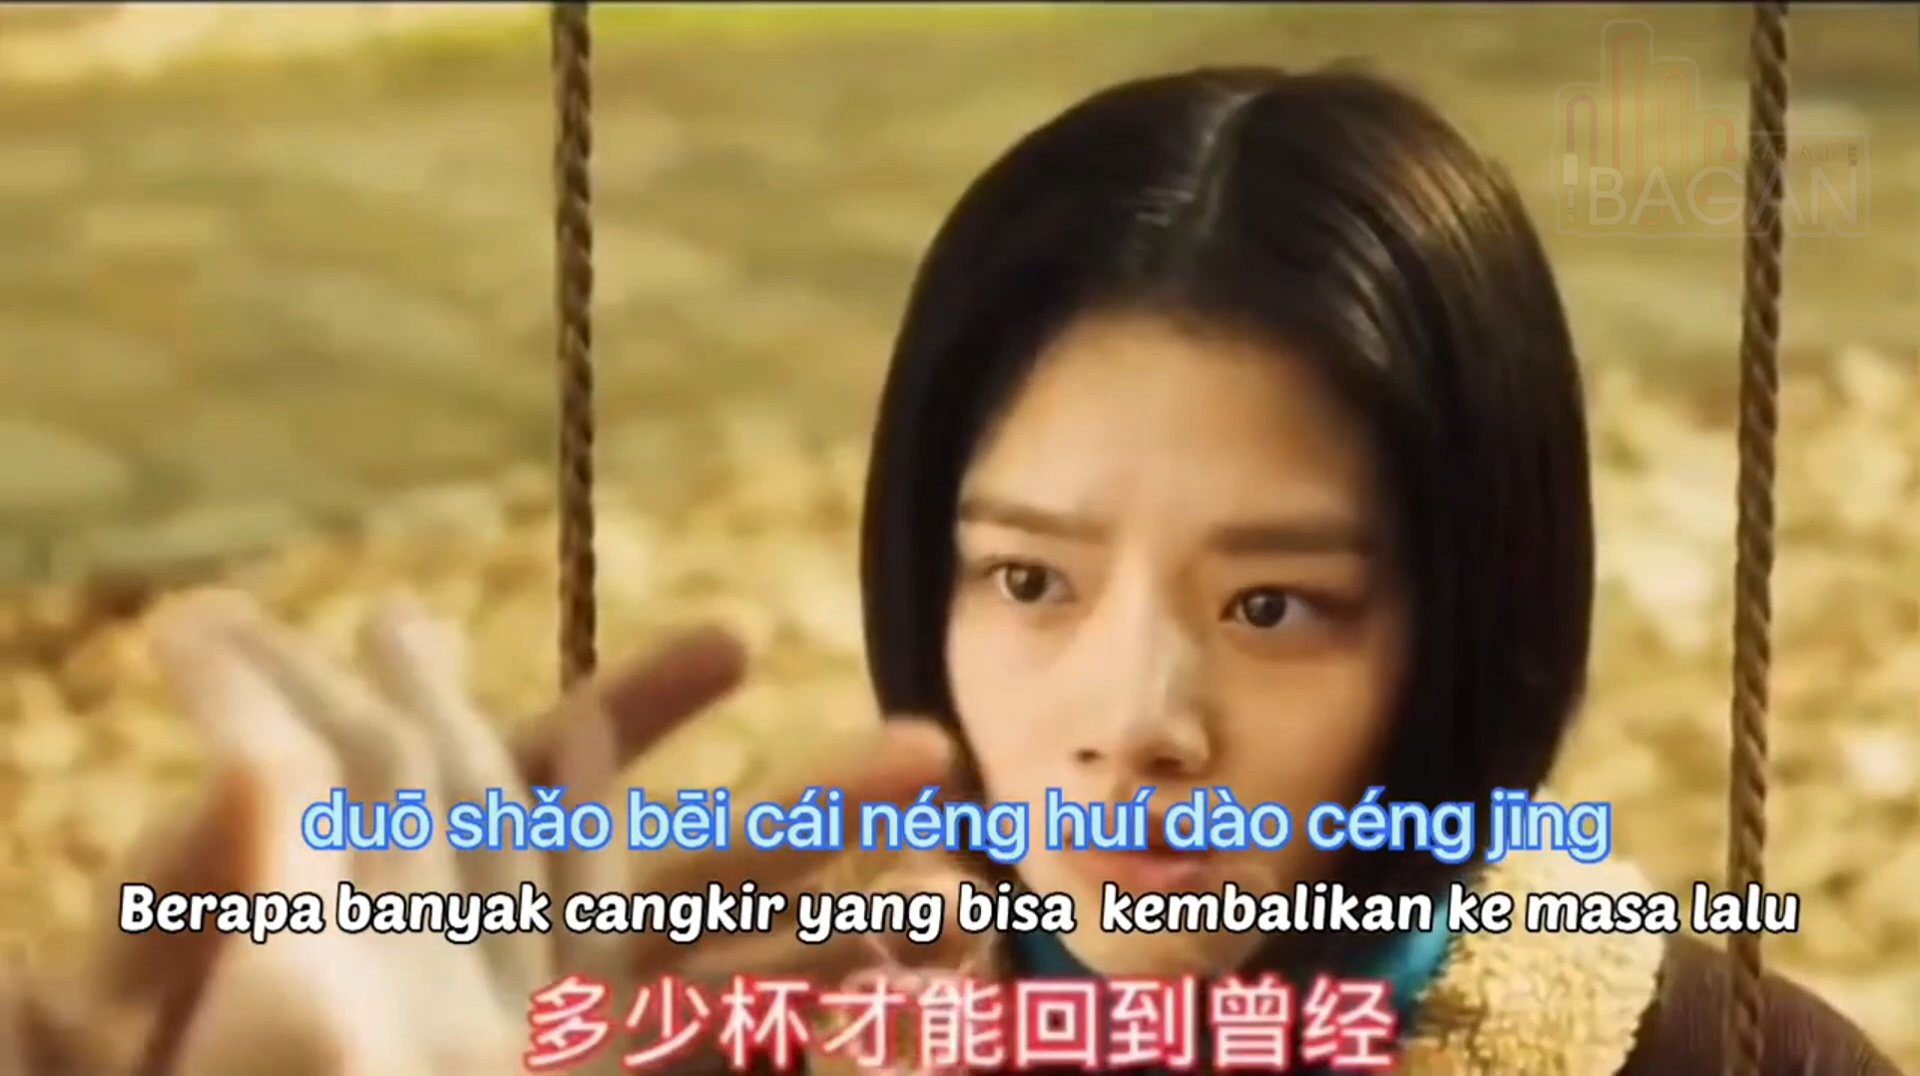 KARAOKE
BAGAN
duō shǎo bēi cái néng huí dào céng jīng
Berapa banyak cangkir yang bisa kembalikan ke masa lalu
多少杯才能回到曾经